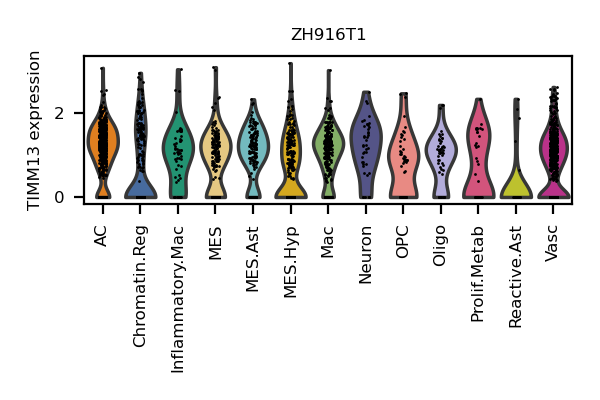 ZH916T1
TIMM13 expression
2
0
AC
Chromatin.Reg
Inflammatory.Mac
MES
MES.Ast
MES.Hyp
Mac
Neuron
OPC
Oligo
Prolif.Metab
Reactive.Ast
Vasc